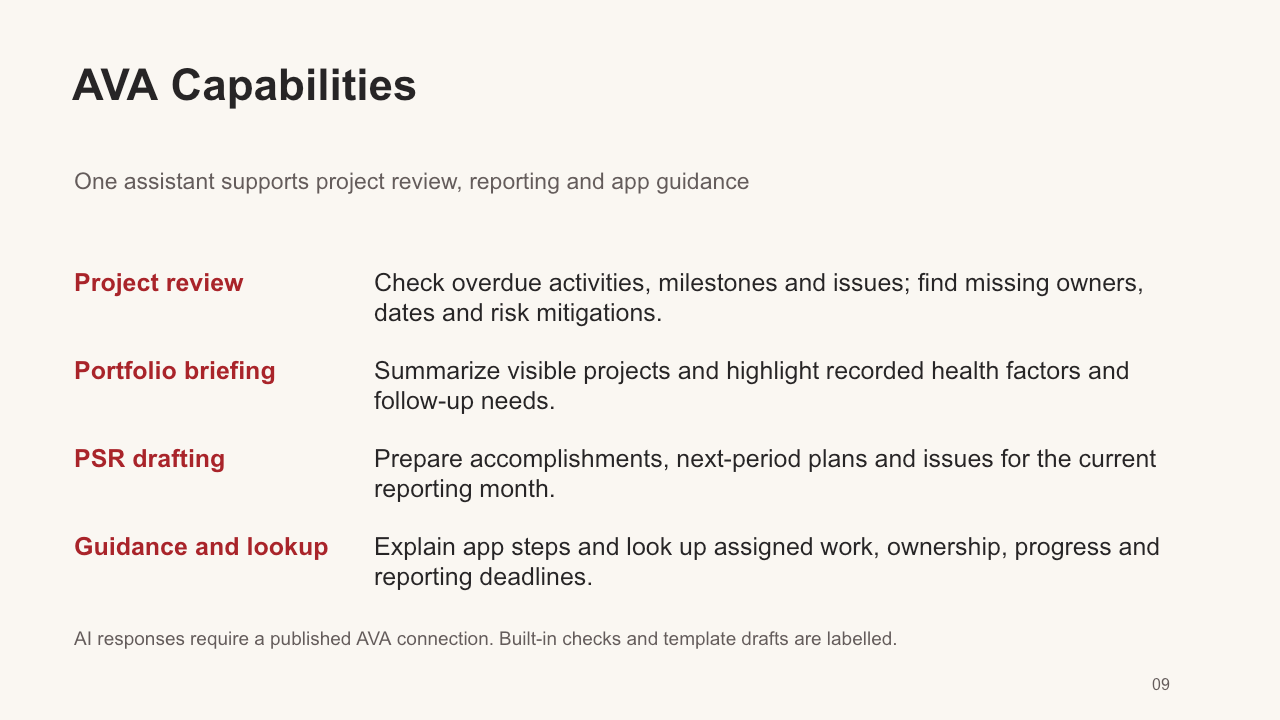 AVA Capabilities
One assistant supports project review, reporting and app guidance
Project review
Check overdue activities, milestones and issues; find missing owners,
dates and risk mitigations.
Portfolio briefing
Summarize visible projects and highlight recorded health factors and
follow-up needs.
PSR drafting
Prepare accomplishments, next-period plans and issues for the current
reporting month.
Guidance and lookup
Explain app steps and look up assigned work, ownership, progress and
reporting deadlines.
AI responses require a published AVA connection. Built-in checks and template drafts are labelled.
09